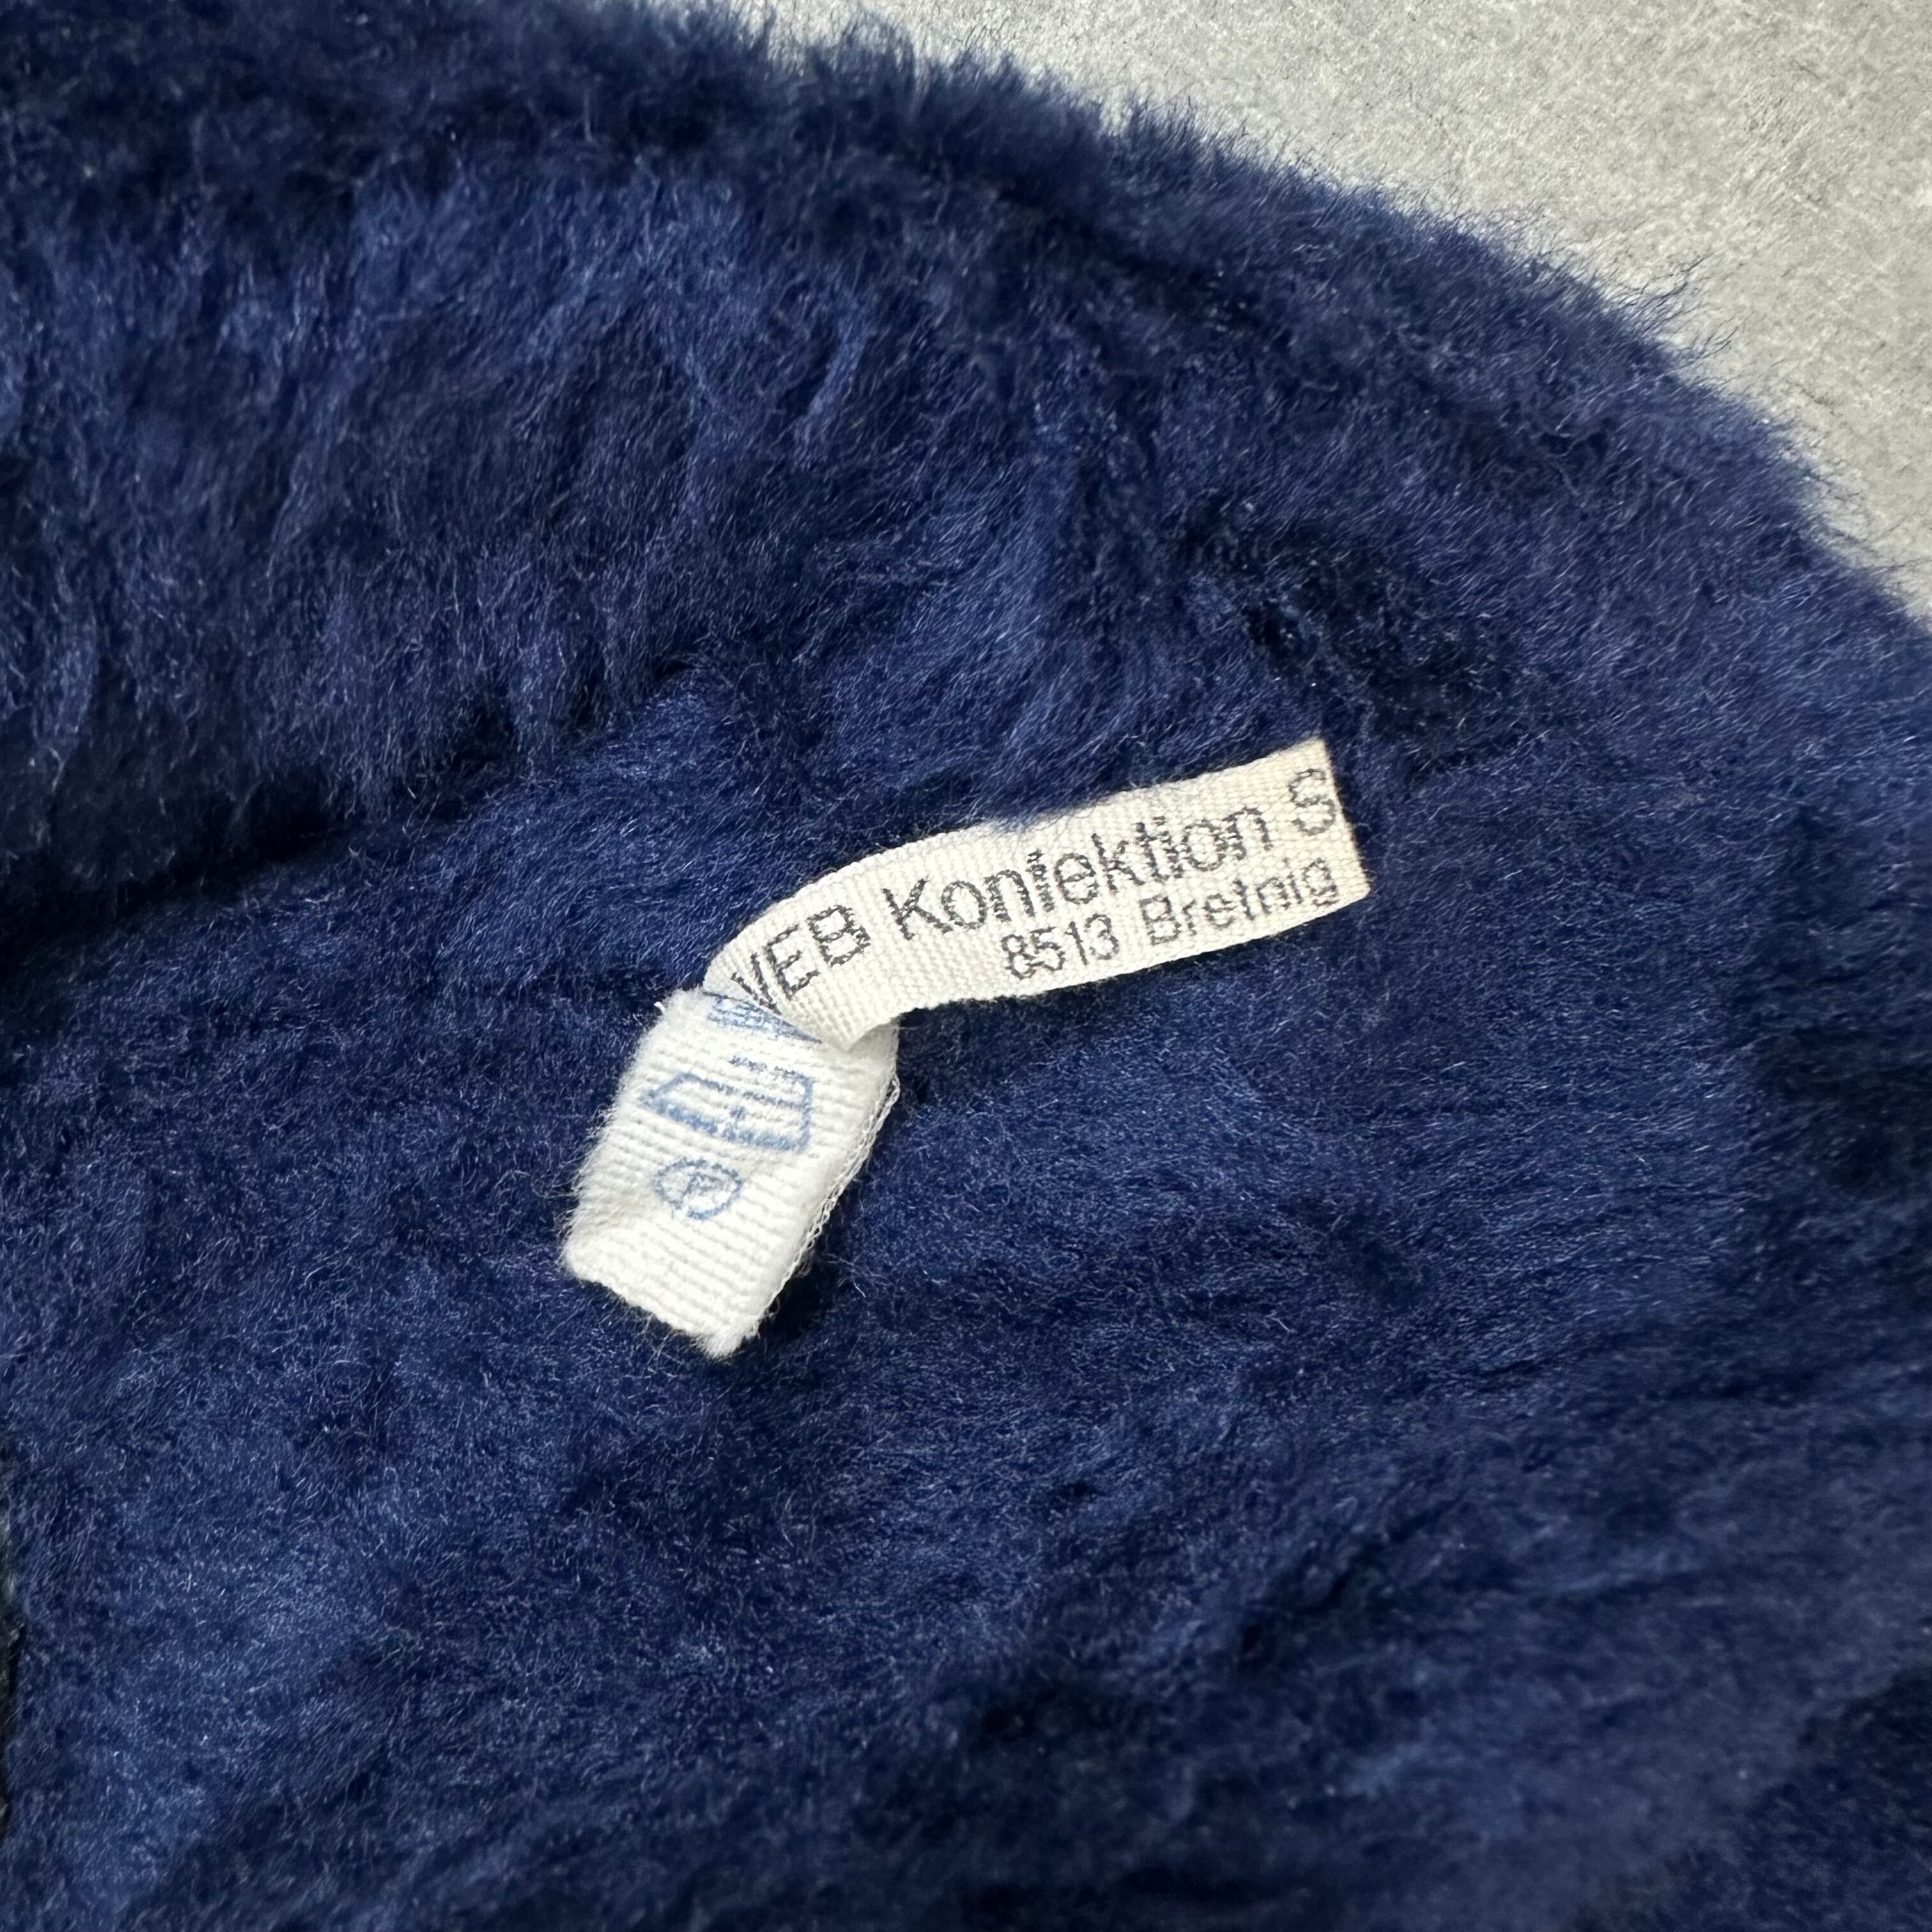 VEB Konfektion S
8513 Bretnig
P